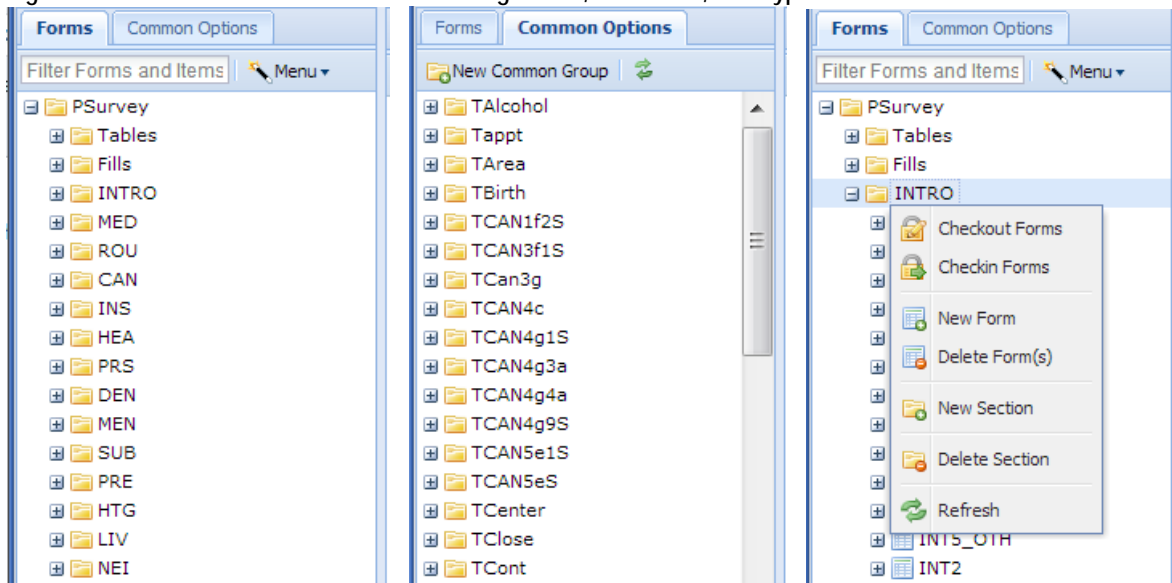 Forms Common Options
Filter Forms and Items Menu
PSurvey
Tables
Fills
INTRO
MED
ROU
CAN
INS
HEA
PRS
DEN
MEN
SUB
PRE
HTG
LIV
NEI
Forms Common Options
New Common Group
TAlcohol
Tappt
TArea
TBirth
TCAN1f2S
TCAN3f1S
TCan3g
TCAN4c
TCAN4g1S
TCAN4g3a
TCAN4g4a
TCAN4g9S
TCAN5e1S
TCAN5eS
TCenter
TClose
TCont
Forms Common Options
Filter Forms and Items Menu
PSurvey
Tables
Fills
INTRO
Checkout Forms
Checkin Forms
New Form
Delete Form(s)
New Section
Delete Section
Refresh
INT5_OTH
INT2